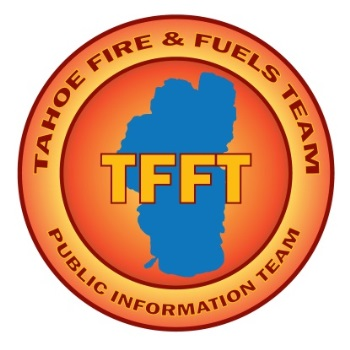 TAHOE FIRE & FUELS TEAM
TFFT
PUBLIC INFORMATION TEAM